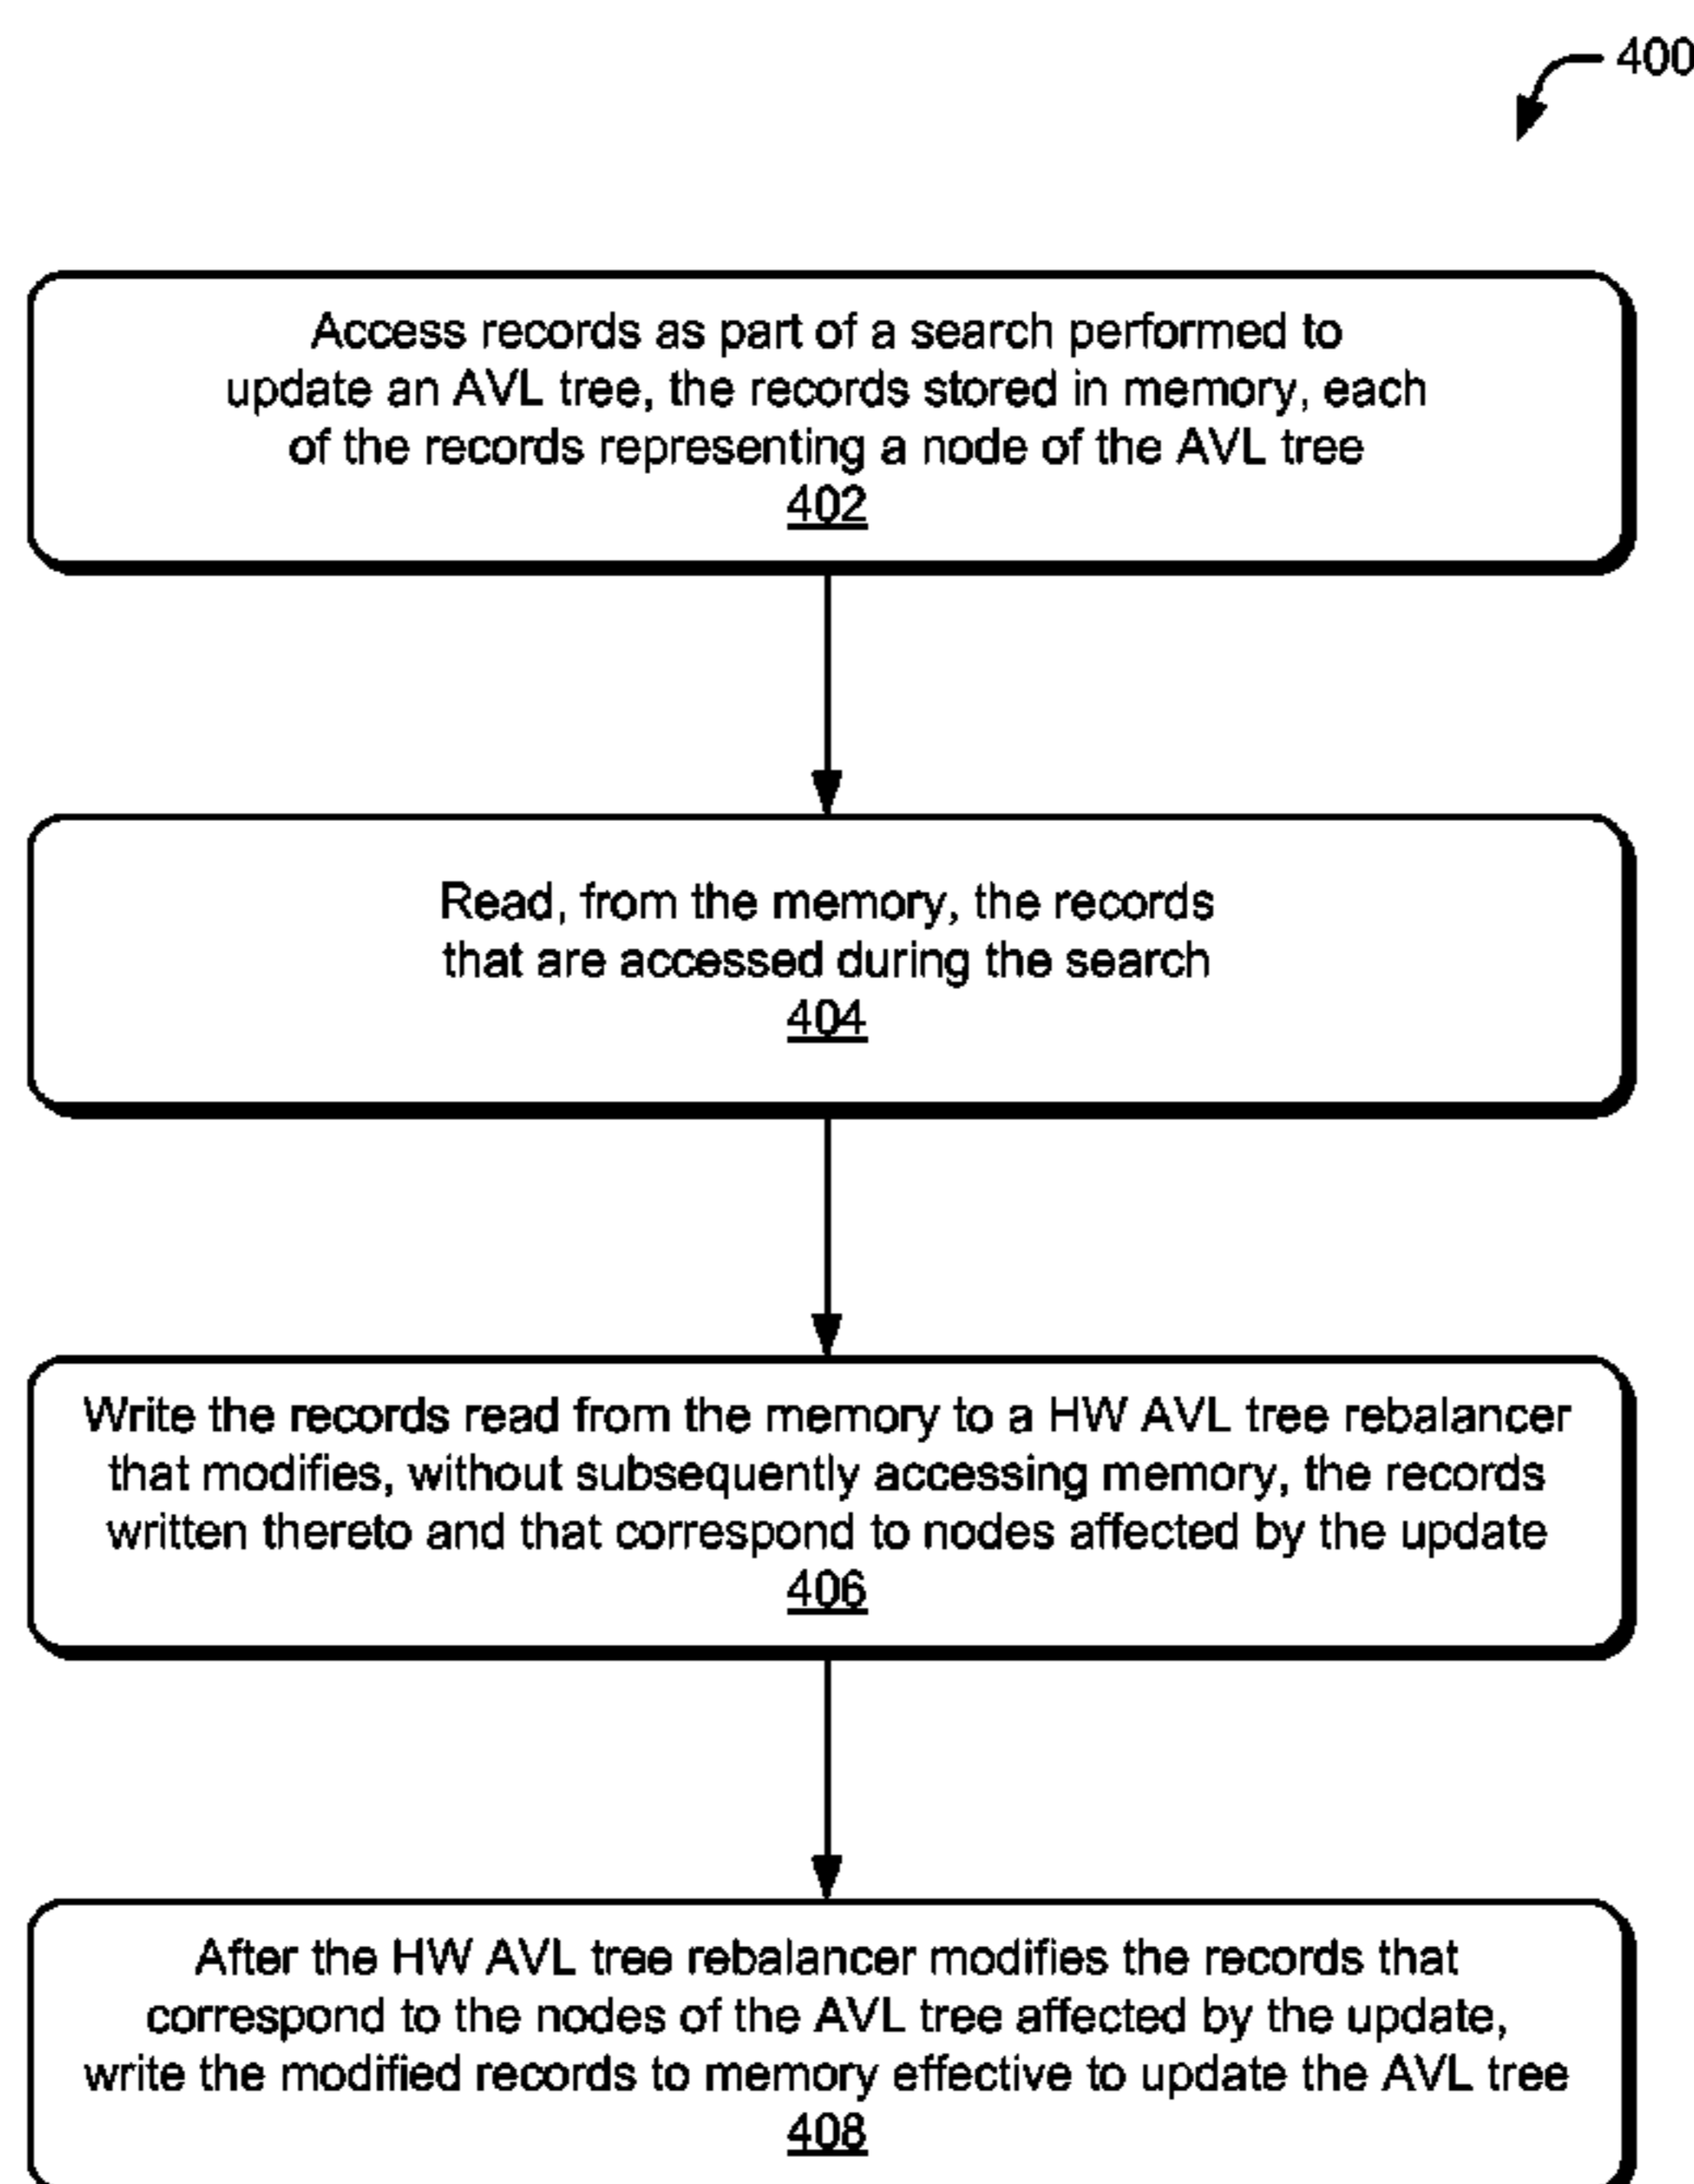 400
Access records as part of a search performed to
update an AVL tree, the records stored in memory, each
of the records representing a node of the AVL tree
402
Read, from the memory, the records
that are accessed during the search
404
Write the records read from the memory to a HW AVL tree rebalancer
that modifies, without subsequently accessing memory, the records
written thereto and that correspond to nodes affected by the update
406
After the HW AVL tree rebalancer modifies the records that
correspond to the nodes of the AVL tree affected by the update,
write the modified records to memory effective to update the AVL tree
408